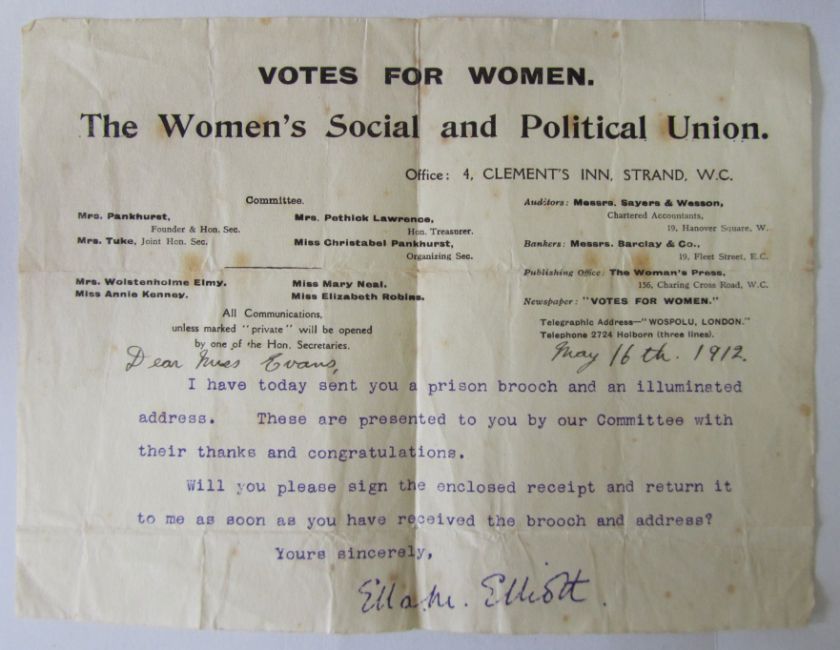 VOTES FOR WOMEN.
The Women's Social and Political Union.
Office: 4, CLEMENT'S INN, STRAND, W.C.
Committee.
Mrs. Pankhurst,
Founder & Hon. Sec.
Mrs. Tuke, Joint Hon. Sec.
Mrs. Pethick Lawrence,
Hon. Treasurer.
Miss Christabel Pankhurst,
Organizing Sec.
Mrs. Wolstenholme Elmy.
Miss Annie Kenney.
Miss Mary Neal.
Miss Elizabeth Robins.
All Communications,
unless marked "private" will be opened
by one of the Hon. Secretaries.
Auditors: Messrs. Sayers & Wesson,
Chartered Accountants,
19, Hanover Square, W.
Bankers: Messrs. Barclay & Co.,
19, Fleet Street, E.C.
Publishing Office: The Woman's Press,
156, Charing Cross Road, W.C.
Newspaper: "VOTES FOR WOMEN."
Telegraphic Address—"WOSPOLU, LONDON."
Telephone 2724 Holborn (three lines).
May 16th. 1912.
Dear Miss Evans,
I have today sent you a prison brooch and an illuminated
address. These are presented to you by our Committee with
their thanks and congratulations.
Will you please sign the enclosed receipt and return it
to me as soon as you have received the brooch and address?
Yours sincerely,
Ella M. Elliott.